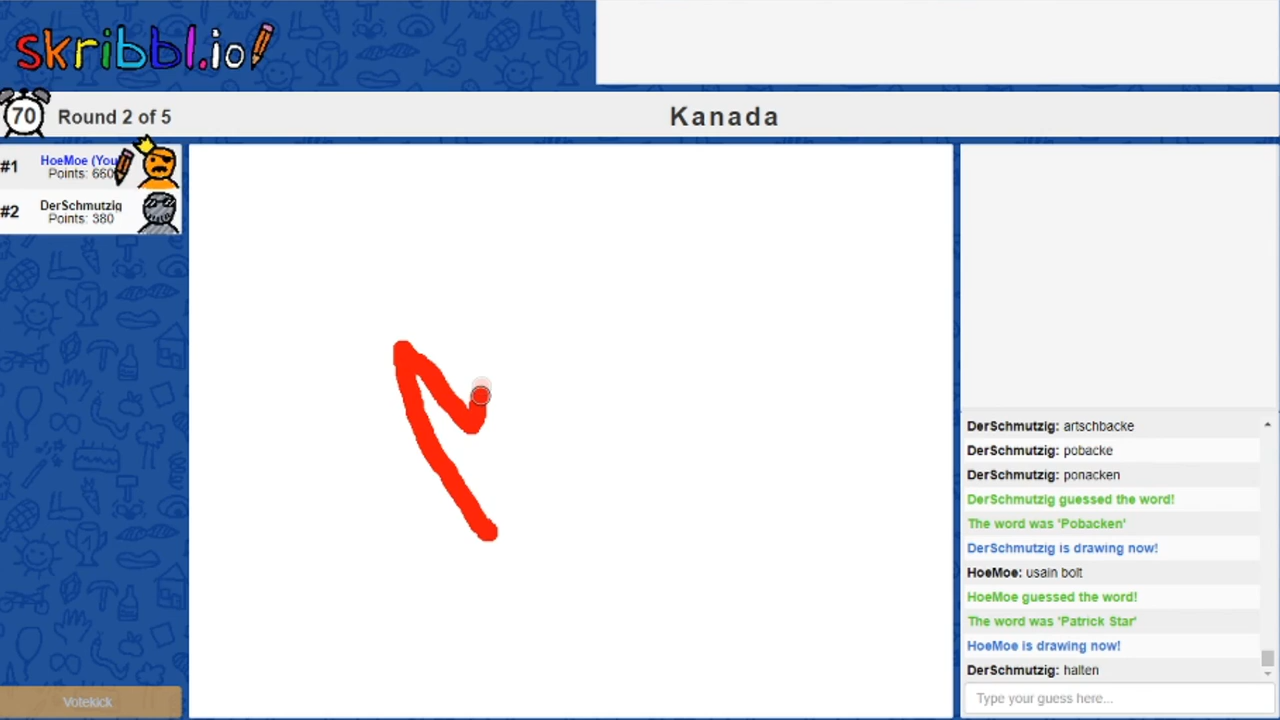 skribbl.io
70 Round 2 of 5
Kanada
#1 HoeMoe (You
Points: 660
#2 DerSchmutzig
Points: 380
DerSchmutzig: artschbacke
DerSchmutzig: pobacke
DerSchmutzig: ponacken
DerSchmutzig guessed the word!
The word was 'Pobacken'
DerSchmutzig is drawing now!
HoeMoe: usain bolt
HoeMoe guessed the word!
The word was 'Patrick Star'
HoeMoe is drawing now!
DerSchmutzig: halten
Votekick
Type your guess here...